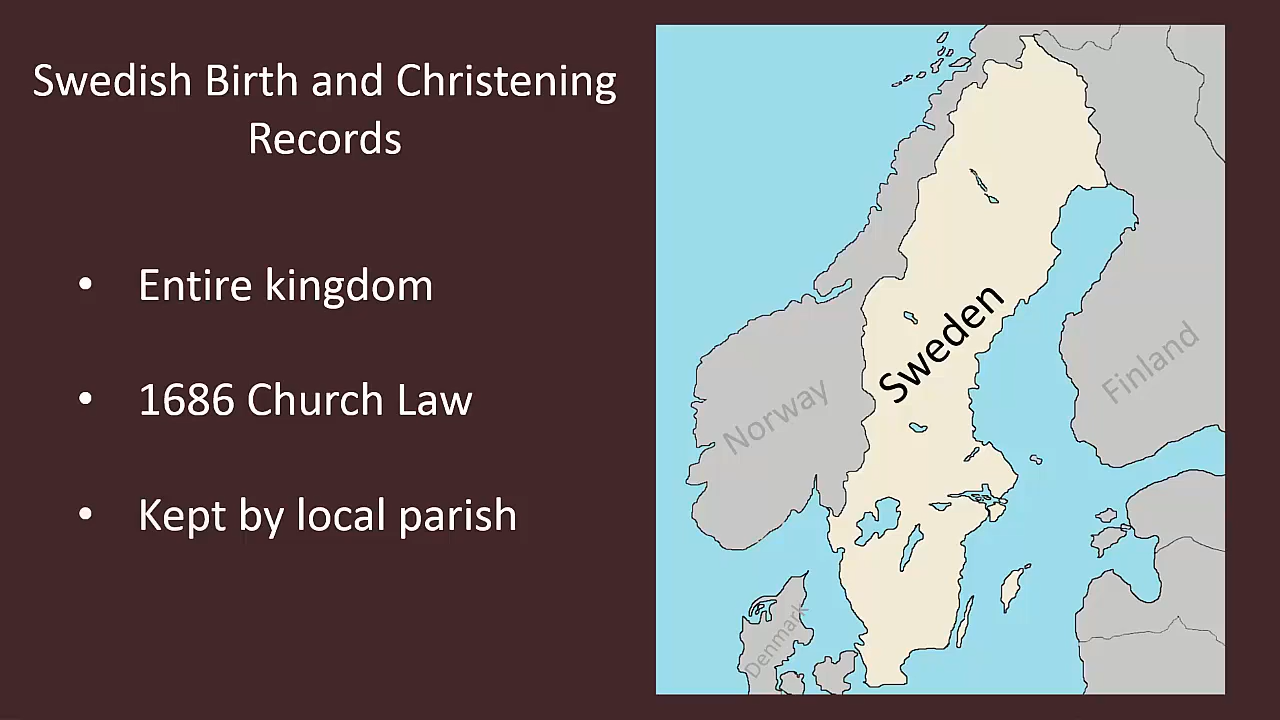 Swedish Birth and Christening
Records
• Entire kingdom
• 1686 Church Law
• Kept by local parish
Sweden
Norway
Finland
Denmark